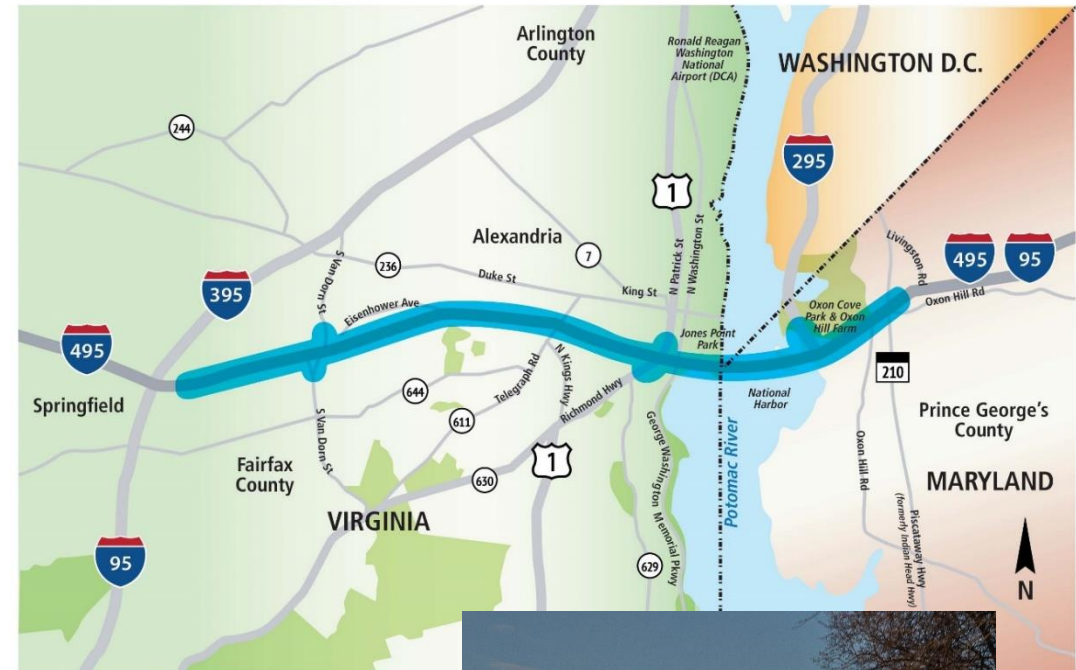 Arlington
County
Ronald Reagan
Washington
National
Airport (DCA)
WASHINGTON D.C.
244
295
1
S Van Dorn St
236
Alexandria
7
N Patrick St
N Washington St
Livingston Rd
495
95
395
Duke St
King St
Eisenhower Ave
Oxon Cove
Park & Oxon
Hill Farm
Oxon Hill Rd
495
Jones Point
Park
210
Springfield
644
Telegraph Rd
N Kings Hwy
Richmond Hwy
National
Harbor
Prince George's
County
S Van Dorn St
611
George Washington Memorial Pkwy
Potomac River
Oxon Hill Rd
Fairfax
County
630
1
MARYLAND
VIRGINIA
Piscataway Hwy
(formerly Indian Head Hwy)
95
629
N